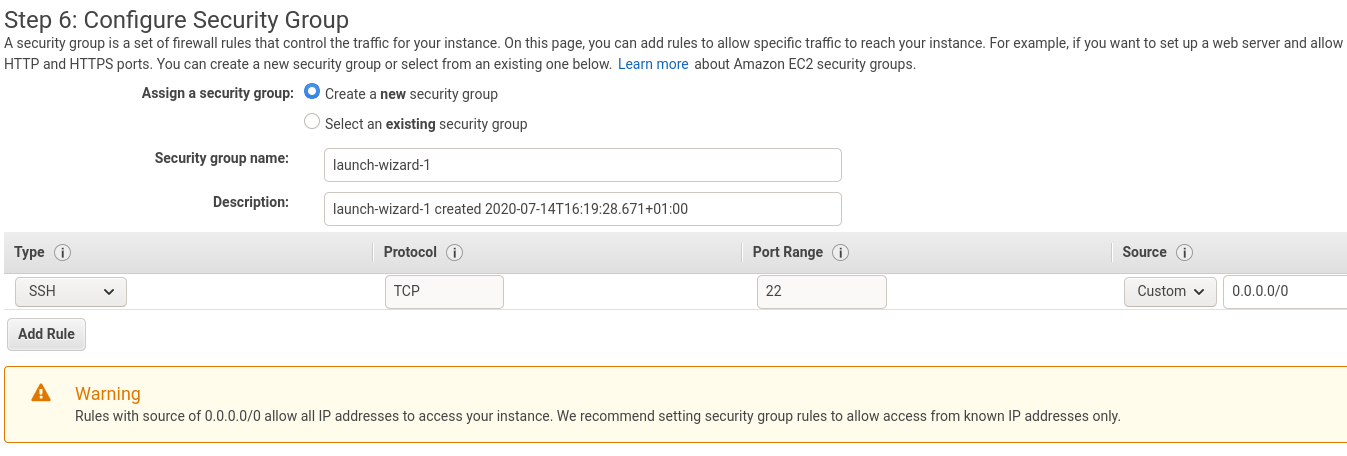 Step 6: Configure Security Group
A security group is a set of firewall rules that control the traffic for your instance. On this page, you can add rules to allow specific traffic to reach your instance. For example, if you want to set up a web server and allow
HTTP and HTTPS ports. You can create a new security group or select from an existing one below. Learn more about Amazon EC2 security groups.
Assign a security group: Create a new security group
Select an existing security group
Security group name: launch-wizard-1
Description: launch-wizard-1 created 2020-07-14T16:19:28.671+01:00
Type Protocol Port Range Source
SSH TCP 22 Custom 0.0.0.0/0
Add Rule
Warning
Rules with source of 0.0.0.0/0 allow all IP addresses to access your instance. We recommend setting security group rules to allow access from known IP addresses only.